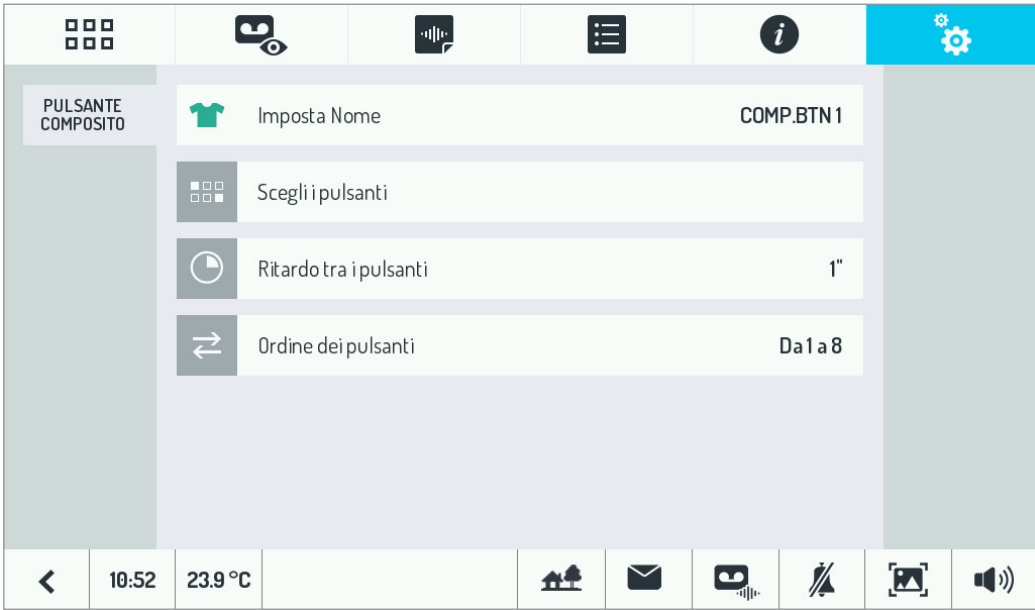 PULSANTE
COMPOSITO
Imposta Nome COMP.BTN 1
Scegli i pulsanti
Ritardo tra i pulsanti 1"
Ordine dei pulsanti Da 1 a 8
10:52 23.9 °C